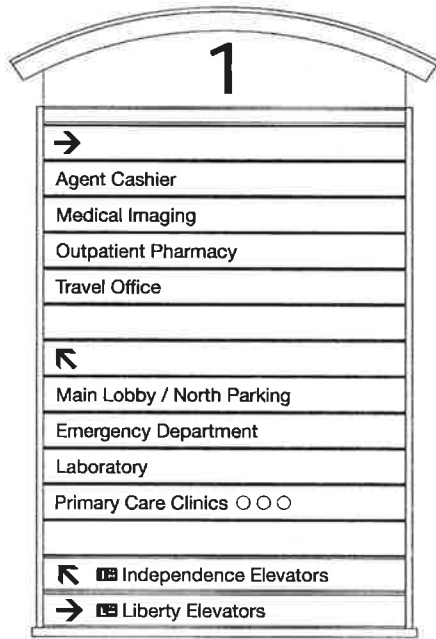 1
→
Agent Cashier
Medical Imaging
Outpatient Pharmacy
Travel Office
↖
Main Lobby / North Parking
Emergency Department
Laboratory
Primary Care Clinics ○ ○ ○
↖ Independence Elevators
→ Liberty Elevators